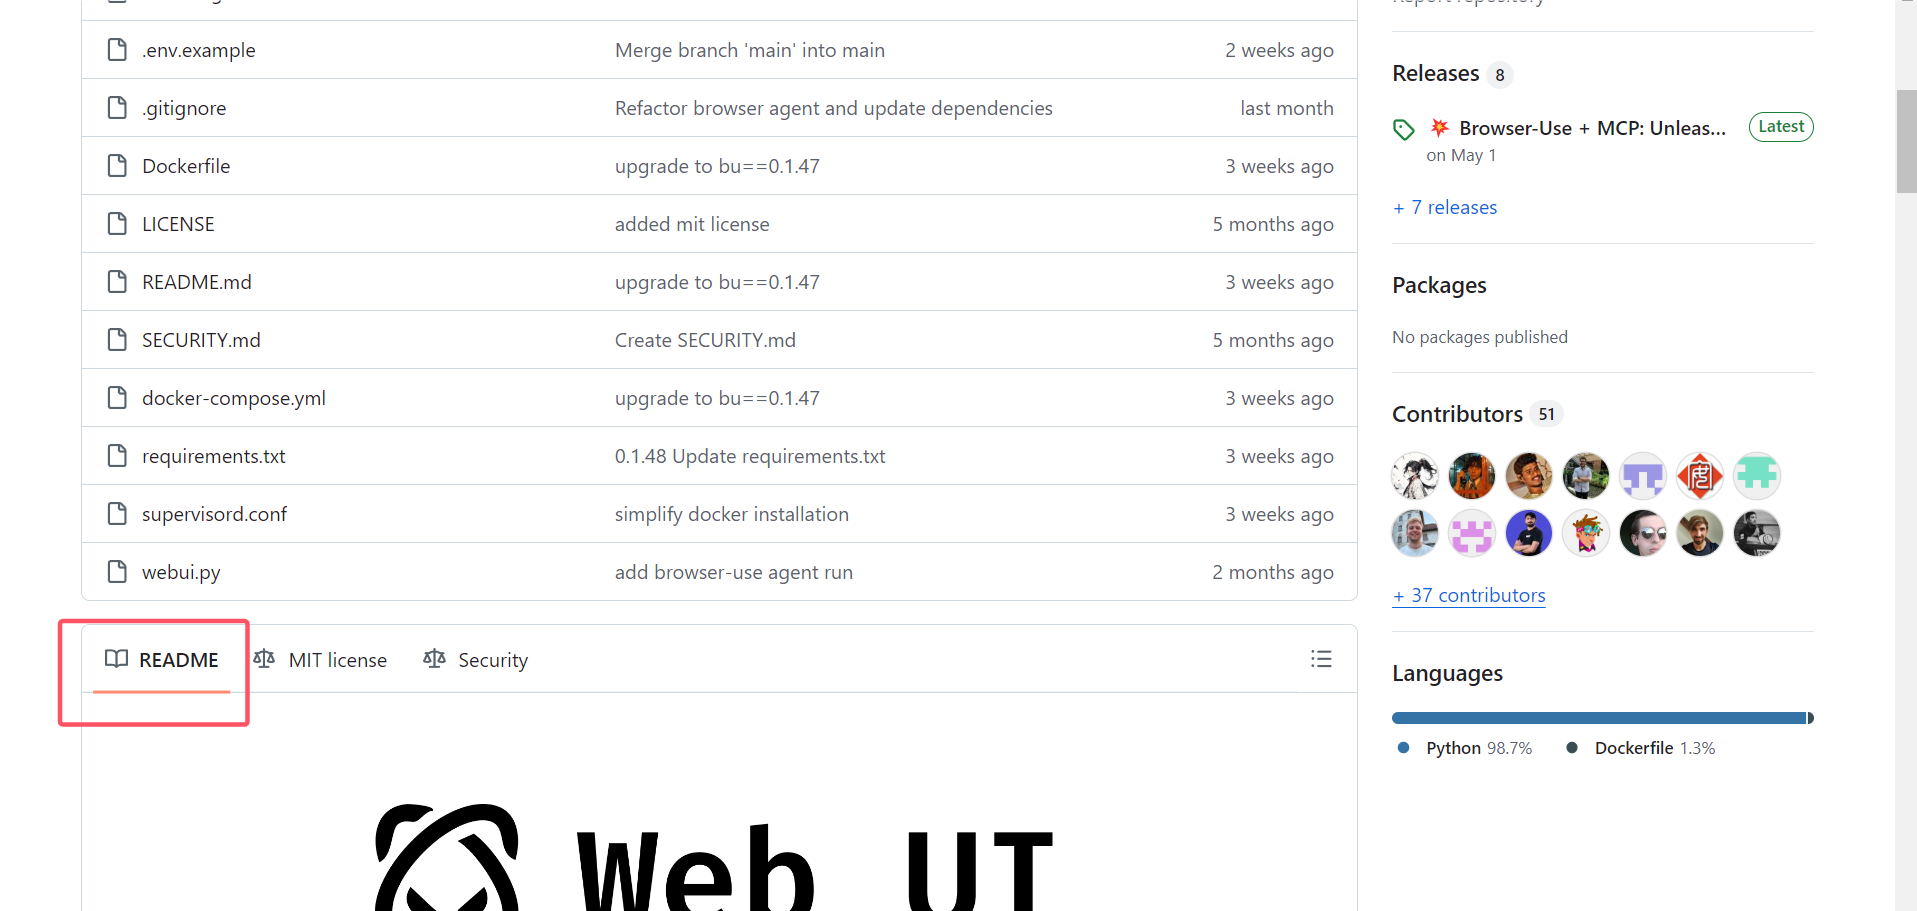 Report repository
.env.example Merge branch 'main' into main 2 weeks ago
.gitignore Refactor browser agent and update dependencies last month
Dockerfile upgrade to bu==0.1.47 3 weeks ago
LICENSE added mit license 5 months ago
README.md upgrade to bu==0.1.47 3 weeks ago
SECURITY.md Create SECURITY.md 5 months ago
docker-compose.yml upgrade to bu==0.1.47 3 weeks ago
requirements.txt 0.1.48 Update requirements.txt 3 weeks ago
supervisord.conf simplify docker installation 3 weeks ago
webui.py add browser-use agent run 2 months ago
README MIT license Security
Web UI
Releases 8
💥 Browser-Use + MCP: Unleas... Latest
on May 1
+ 7 releases
Packages
No packages published
Contributors 51
+ 37 contributors
Languages
Python 98.7% Dockerfile 1.3%